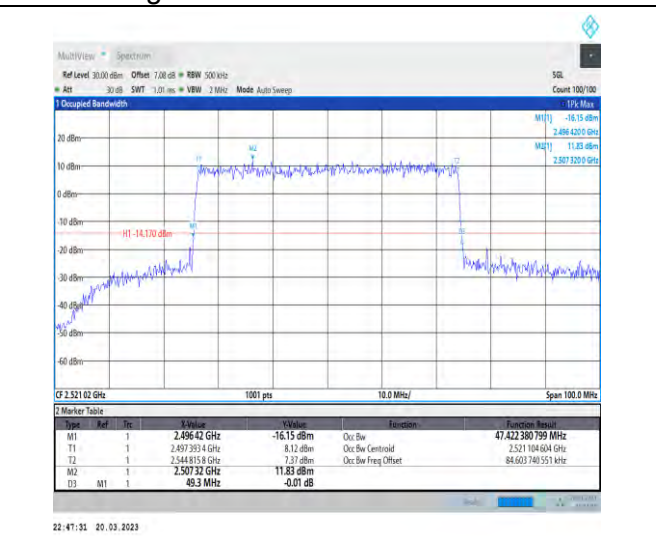 MultiView Spectrum
Ref Level 30.00 dBm Offset 7.08 dB RBW 500 kHz SGL
Att 30 dB SWT 1.01 ms VBW 2 MHz Mode Auto Sweep Count 100/100
1 Occupied Bandwidth 1Pk Max
M1[1] -16.15 dBm
2.496 4200 GHz
M2[1] 11.83 dBm
2.507 3200 GHz
20 dBm
M2
T1 T2
10 dBm
0 dBm
-10 dBm
M1
H1 -14.170 dBm
-20 dBm
-30 dBm
-40 dBm
-50 dBm
-60 dBm
CF 2.521 02 GHz 1001 pts 10.0 MHz/ Span 100.0 MHz
2 Marker Table
Type Ref Trc X-Value Y-Value Function Function Result
M1 1 2.496 42 GHz -16.15 dBm Occ Bw 47.422 380 799 MHz
T1 1 2.497 393 4 GHz 8.12 dBm Occ Bw Centroid 2.521 104 604 GHz
T2 1 2.544 815 8 GHz 7.37 dBm Occ Bw Freq Offset 84.603 740 551 kHz
M2 1 2.507 32 GHz 11.83 dBm
D3 M1 1 49.3 MHz -0.01 dB
22:47:31 20.03.2023